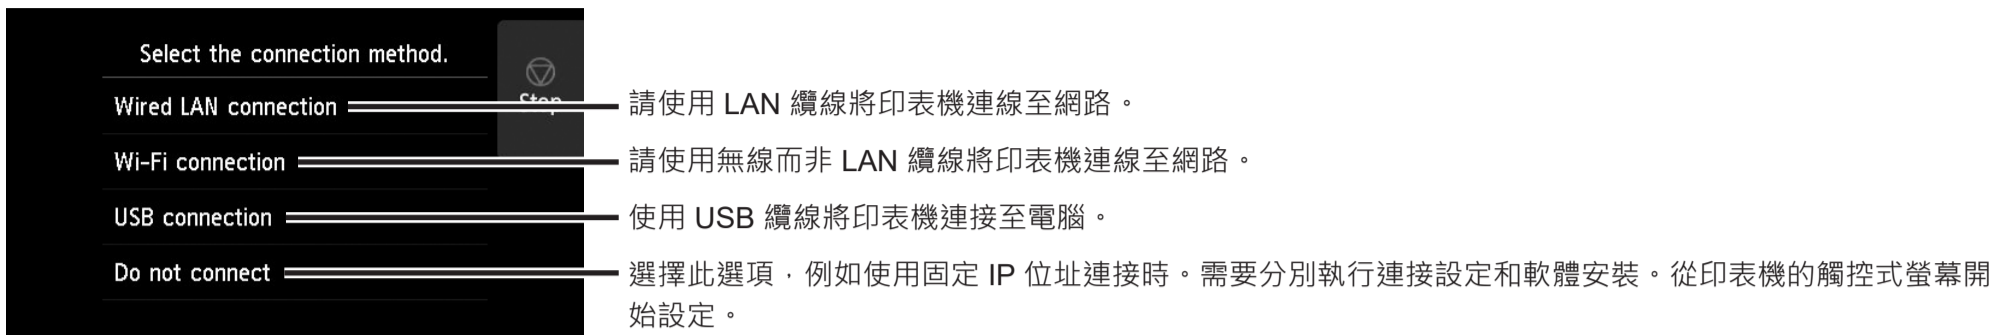 Select the connection method.
Stop
Wired LAN connection 請使用 LAN 纜線將印表機連線至網路。
Wi-Fi connection 請使用無線而非 LAN 纜線將印表機連線至網路。
USB connection 使用 USB 纜線將印表機連接至電腦。
Do not connect 選擇此選項，例如使用固定 IP 位址連接時。需要分別執行連接設定和軟體安裝。從印表機的觸控式螢幕開
始設定。